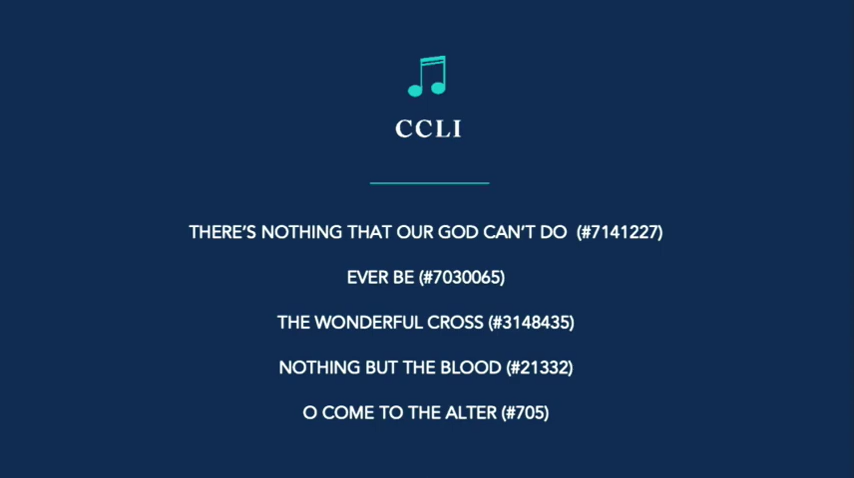 CCLI
THERE'S NOTHING THAT OUR GOD CAN'T DO (#7141227)
EVER BE (#7030065)
THE WONDERFUL CROSS (#3148435)
NOTHING BUT THE BLOOD (#21332)
O COME TO THE ALTER (#705)